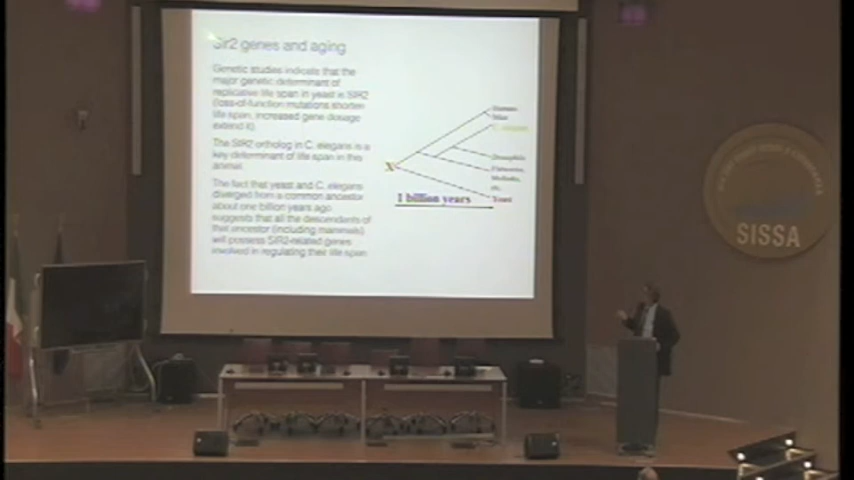 Sir2 genes and aging
Genetic studies indicate that the
major genetic determinant of
replicative life span in yeast is SIR2
(loss-of-function mutations shorten
life span, increased gene dosage
extend it).
The SIR2 ortholog in C. elegans is a
key determinant of life span in this
animal.
The fact that yeast and C. elegans
diverged from a common ancestor
about one billion years ago
suggests that all the descendants of
that ancestor (including mammals)
will possess SIR2-related genes
involved in regulating their life span
X
1 billion years
Drosophila
Yeast
SISSA